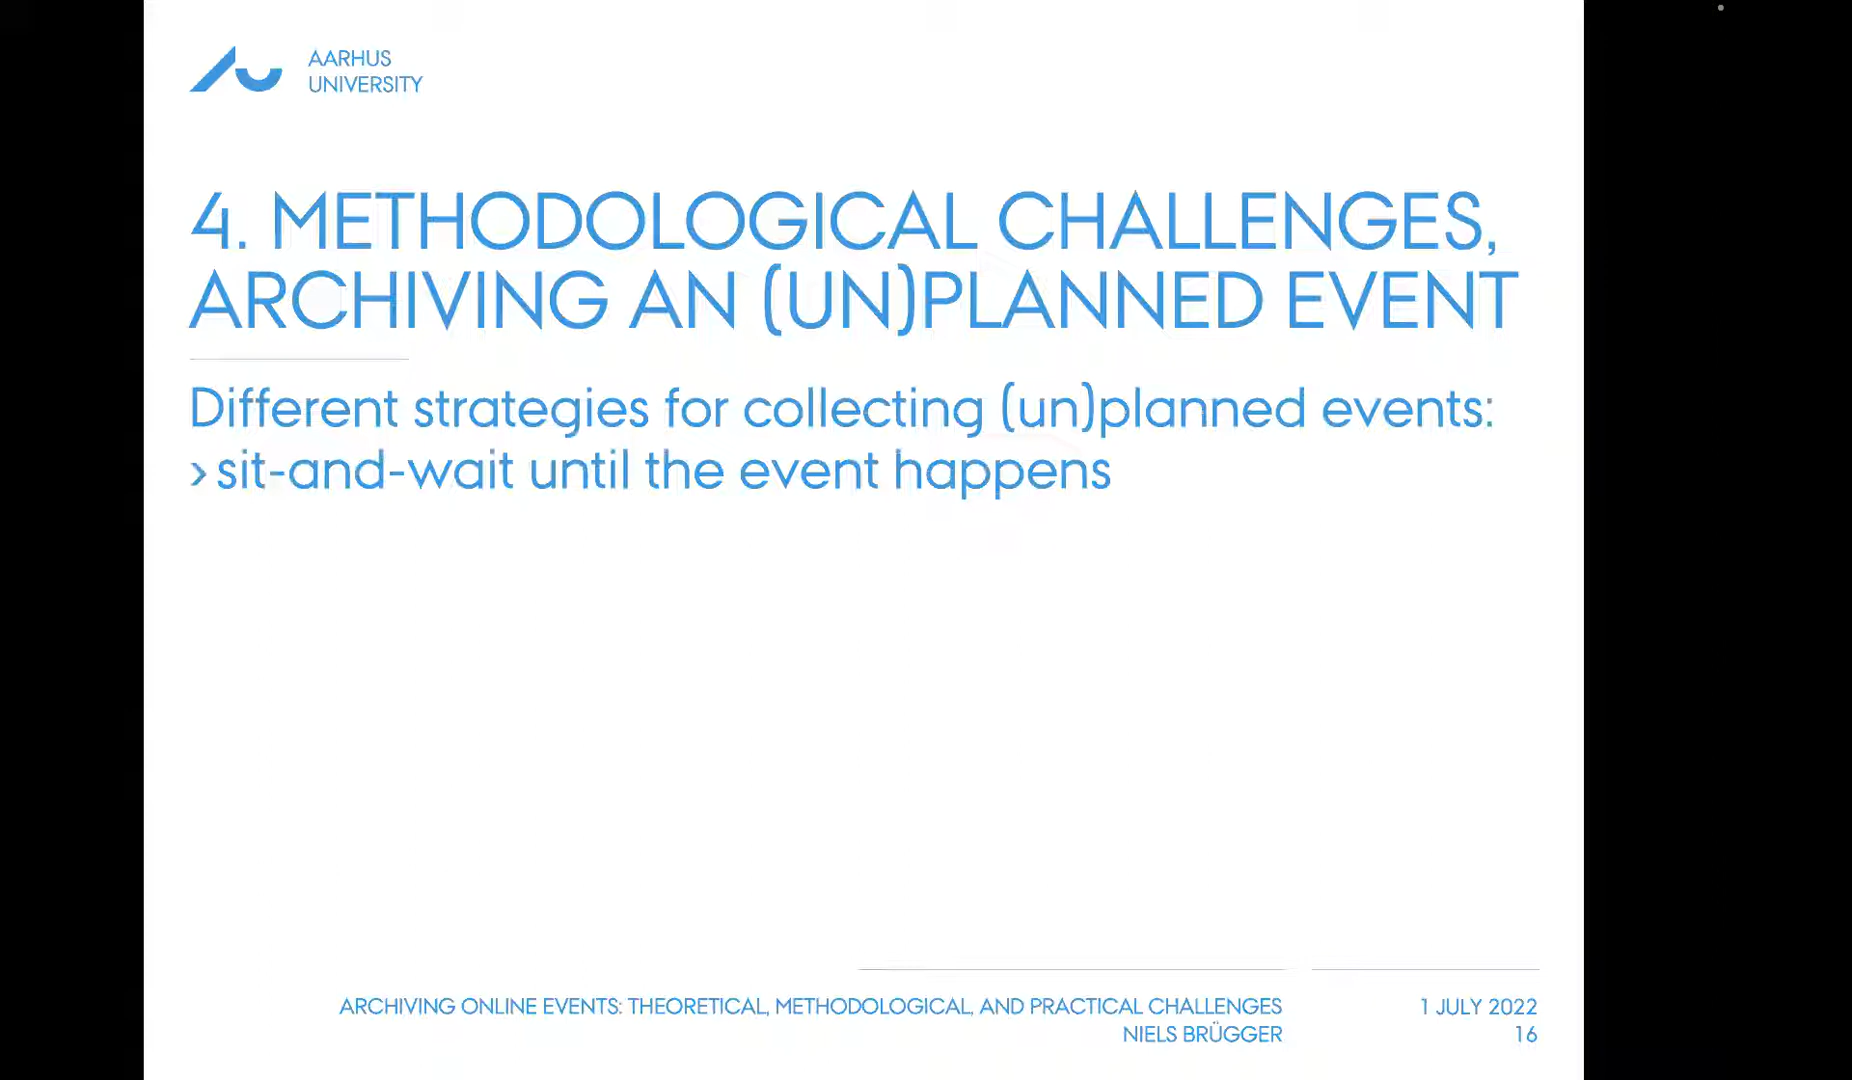 AARHUS
UNIVERSITY
4. METHODOLOGICAL CHALLENGES,
ARCHIVING AN (UN)PLANNED EVENT
Different strategies for collecting (un)planned events:
› sit-and-wait until the event happens
ARCHIVING ONLINE EVENTS: THEORETICAL, METHODOLOGICAL, AND PRACTICAL CHALLENGES
NIELS BRÜGGER
1 JULY 2022
16